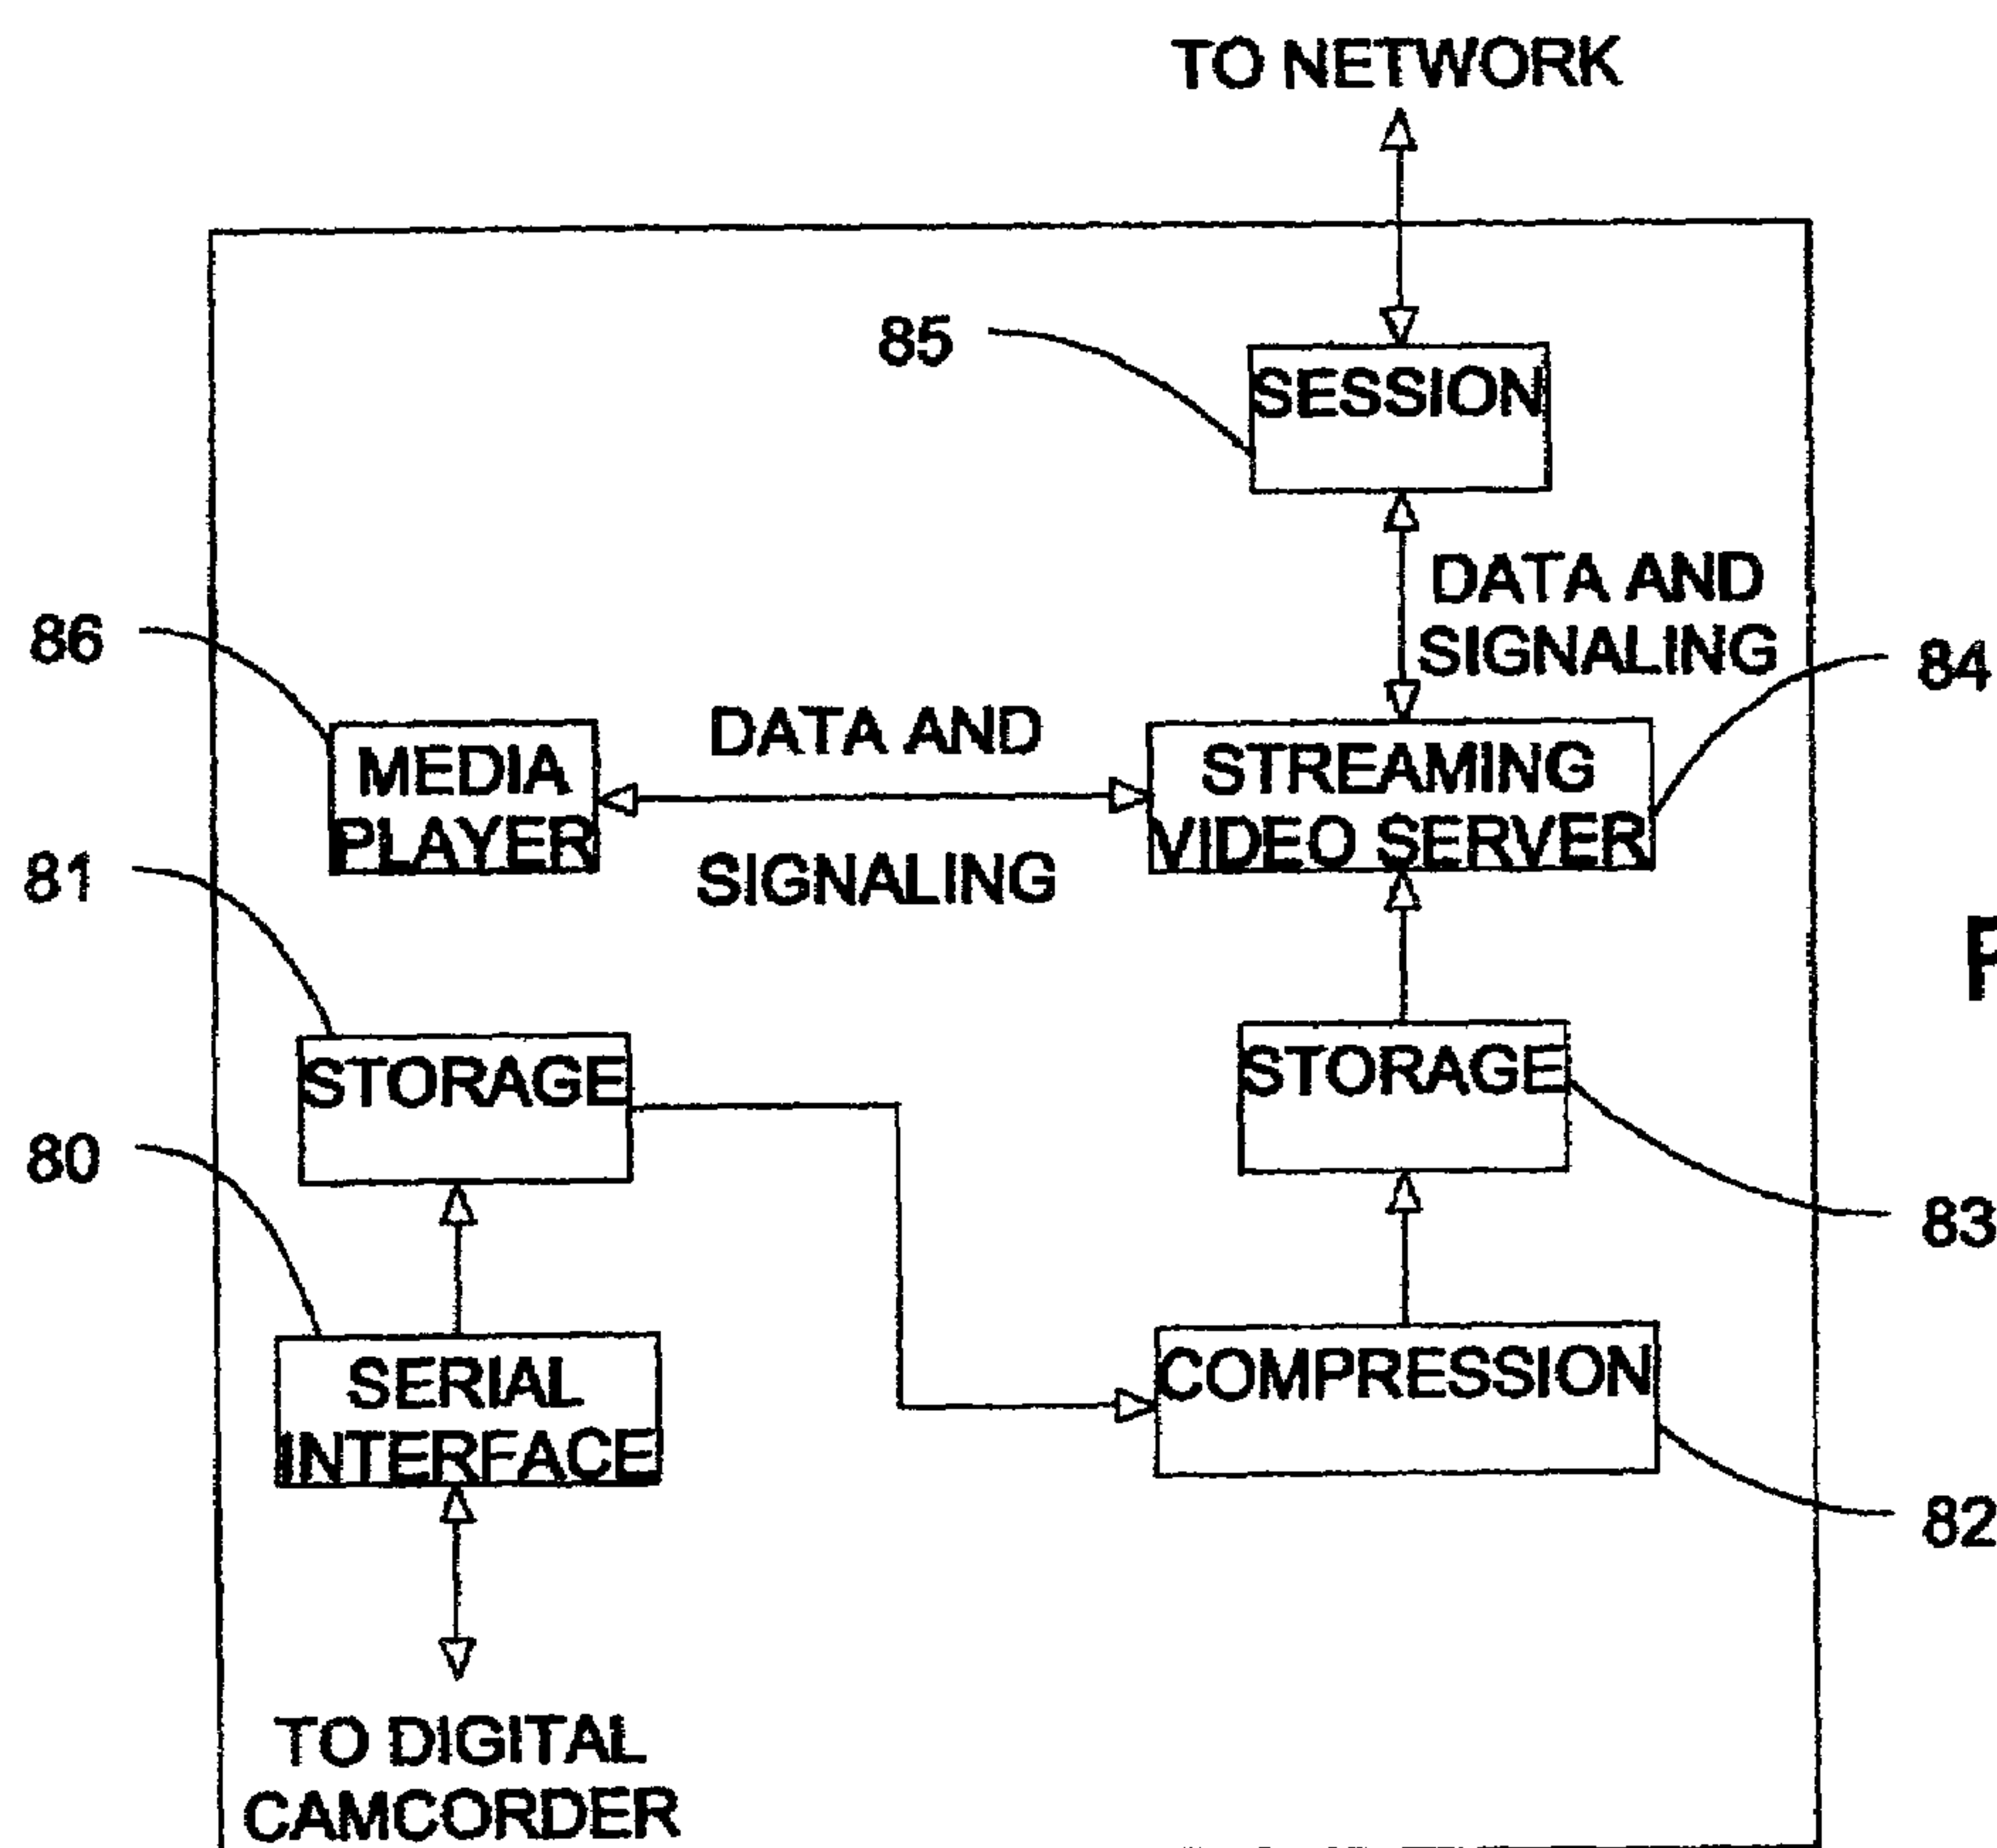 TO NETWORK
85
SESSION
DATA AND
SIGNALING
86
84
MEDIA
PLAYER
DATA AND
SIGNALING
STREAMING
VIDEO SERVER
81
STORAGE
STORAGE
80
83
SERIAL
INTERFACE
COMPRESSION
82
TO DIGITAL
CAMCORDER